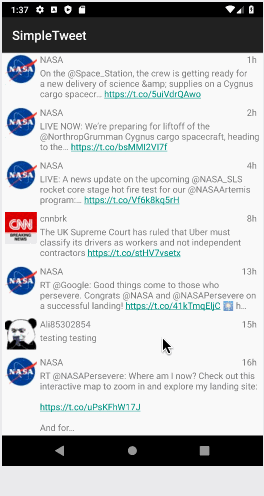 1:37
SimpleTweet
NASA 1h
On the @Space_Station, the crew is getting ready for
a new delivery of science &amp; supplies on a Cygnus
cargo spacecr… https://t.co/5uiVdrQAwo
NASA 2h
LIVE NOW: We're preparing for liftoff of the
@NorthropGrumman Cygnus cargo spacecraft, heading
to the… https://t.co/bsMMI2VI7f
NASA 4h
LIVE: A news update on the upcoming @NASA_SLS
rocket core stage hot fire test for our @NASAArtemis
program:… https://t.co/Vf6k8kq5rH
CNN
BREAKING
NEWS
cnnbrk 8h
The UK Supreme Court has ruled that Uber must
classify its drivers as workers and not independent
contractors https://t.co/stHV7vsetx
NASA 13h
RT @Google: Good things come to those who
persevere. Congrats @NASA and @NASAPersevere on
a successful landing! https://t.co/41kTmqEljC h…
Ali85302854 15h
testing testing
NASA 16h
RT @NASAPersevere: Where am I now? Check out this
interactive map to zoom in and explore my landing site:
https://t.co/uPsKFhW17J
And for…